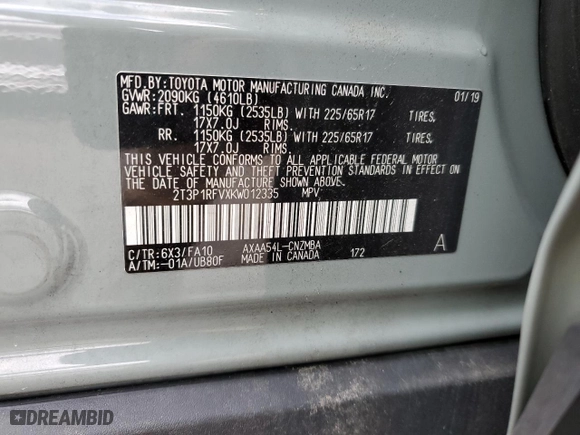 MFD.BY:TOYOTA MOTOR MANUFACTURING CANADA INC.
GVWR:2090KG (4610LB) 01/19
GAWR:FRT. 1150KG (2535LB) WITH 225/65R17 TIRES,
17X7.0J RIMS.
RR. 1150KG (2535LB) WITH 225/65R17 TIRES,
17X7.0J RIMS.
THIS VEHICLE CONFORMS TO ALL APPLICABLE FEDERAL MOTOR
VEHICLE SAFETY AND THEFT PREVENTION STANDARDS IN EFFECT ON
THE DATE OF MANUFACTURE SHOWN ABOVE.
2T3P1RFVXKW012335 MPV
C/TR:6X3/FA10 AXAA54L-CNZMBA A
A/TM:-01A/UB80F MADE IN CANADA 172
DREAMBID